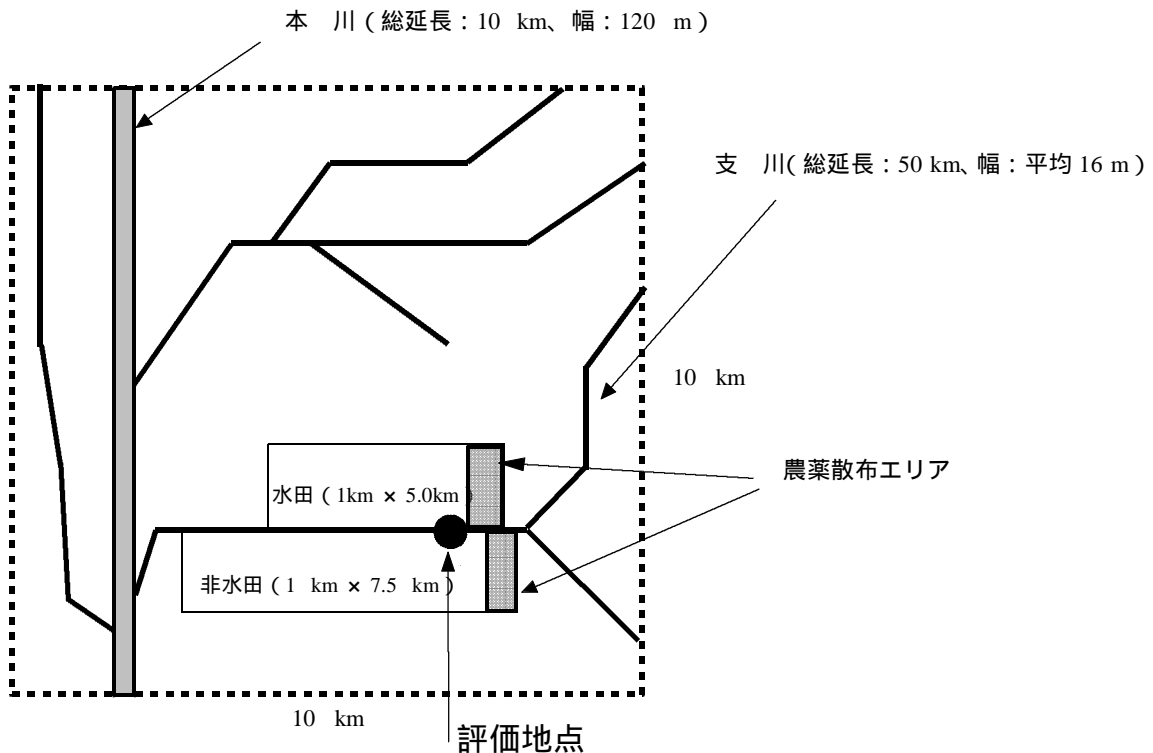 本 川(総延長:10 km、幅:120 m)
支 川(総延長:50 km、幅:平均16 m)
10 km
農薬散布エリア
水田(1km × 5.0km)
非水田(1 km × 7.5 km)
10 km
評価地点